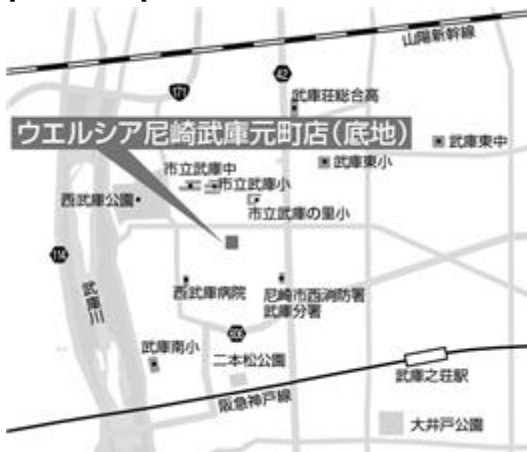 山陽新幹線
42
171
武庫荘総合高
ウエルシア尼崎武庫元町店(底地)
武庫東中
武庫東小
市立武庫中
市立武庫小
西武庫公園
市立武庫の里小
114
武庫川
西武庫病院
尼崎市西消防署
武庫分署
606
武庫南小
二本松公園
武庫之荘駅
阪急神戸線
大井戸公園